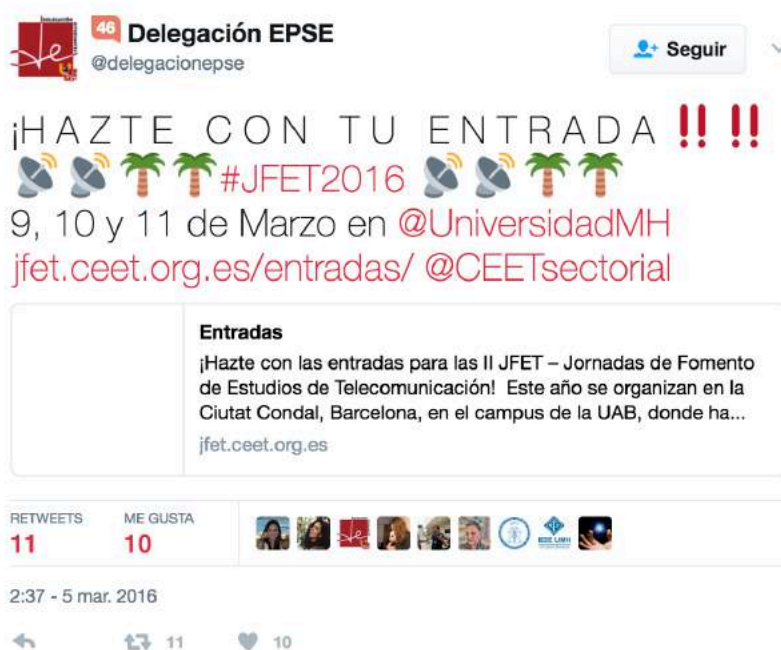 46 Delegación EPSE
@delegacionepse
Seguir
¡HAZTE CON TU ENTRADA‼️ ‼️
#JFET2016
9, 10 y 11 de Marzo en @UniversidadMH
jfet.ceet.org.es/entradas/ @CEETsectorial
Entradas
¡Hazte con las entradas para las II JFET – Jornadas de Fomento
de Estudios de Telecomunicación! Este año se organizan en la
Ciutat Condal, Barcelona, en el campus de la UAB, donde ha...
jfet.ceet.org.es
RETWEETS ME GUSTA
11 10
IEEE UMH
2:37 - 5 mar. 2016
11 10